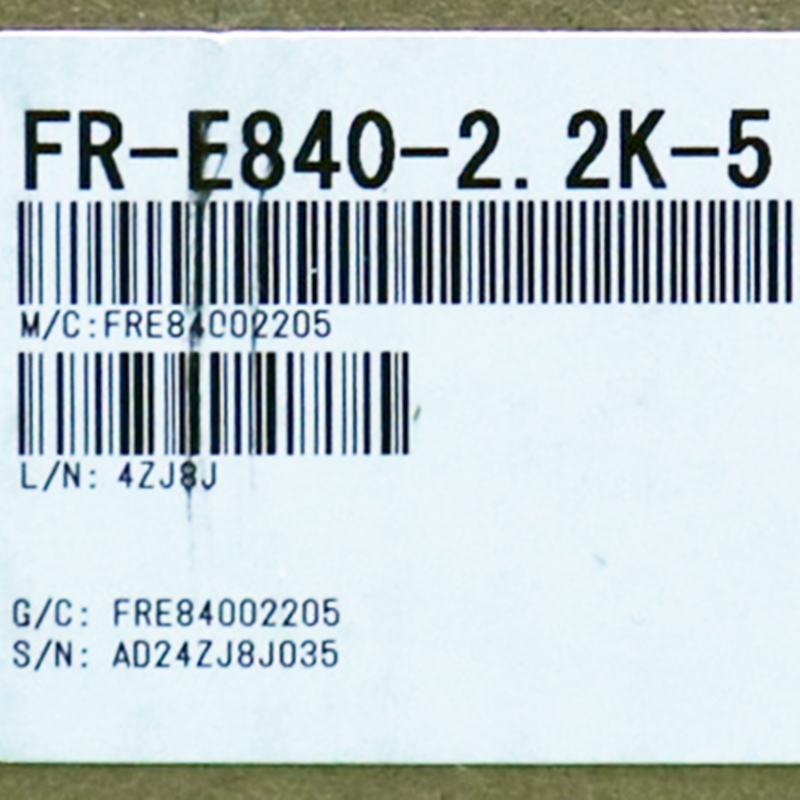 FR-E840-2.2K-5
M/C:FRE84002205
L/N: 4ZJ8J
G/C: FRE84002205
S/N: AD24ZJ8J035